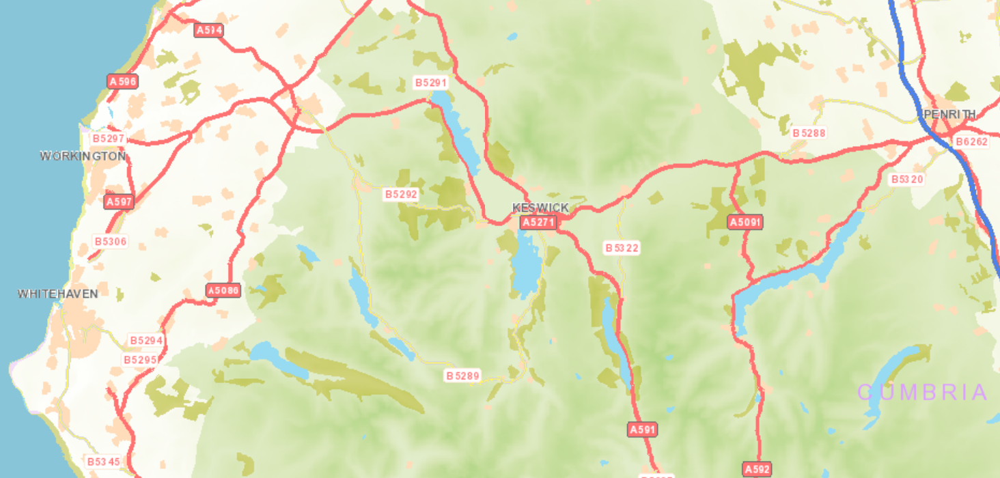 A594
A596
B5291
PENRITH
B5288
B5297
B6262
WORKINGTON
B5320
B5292
A597
KESWICK
A5271
A5091
B5306
B5322
A5086
WHITEHAVEN
B5294
B5295
B5289
CUMBRIA
A591
B5345
A592